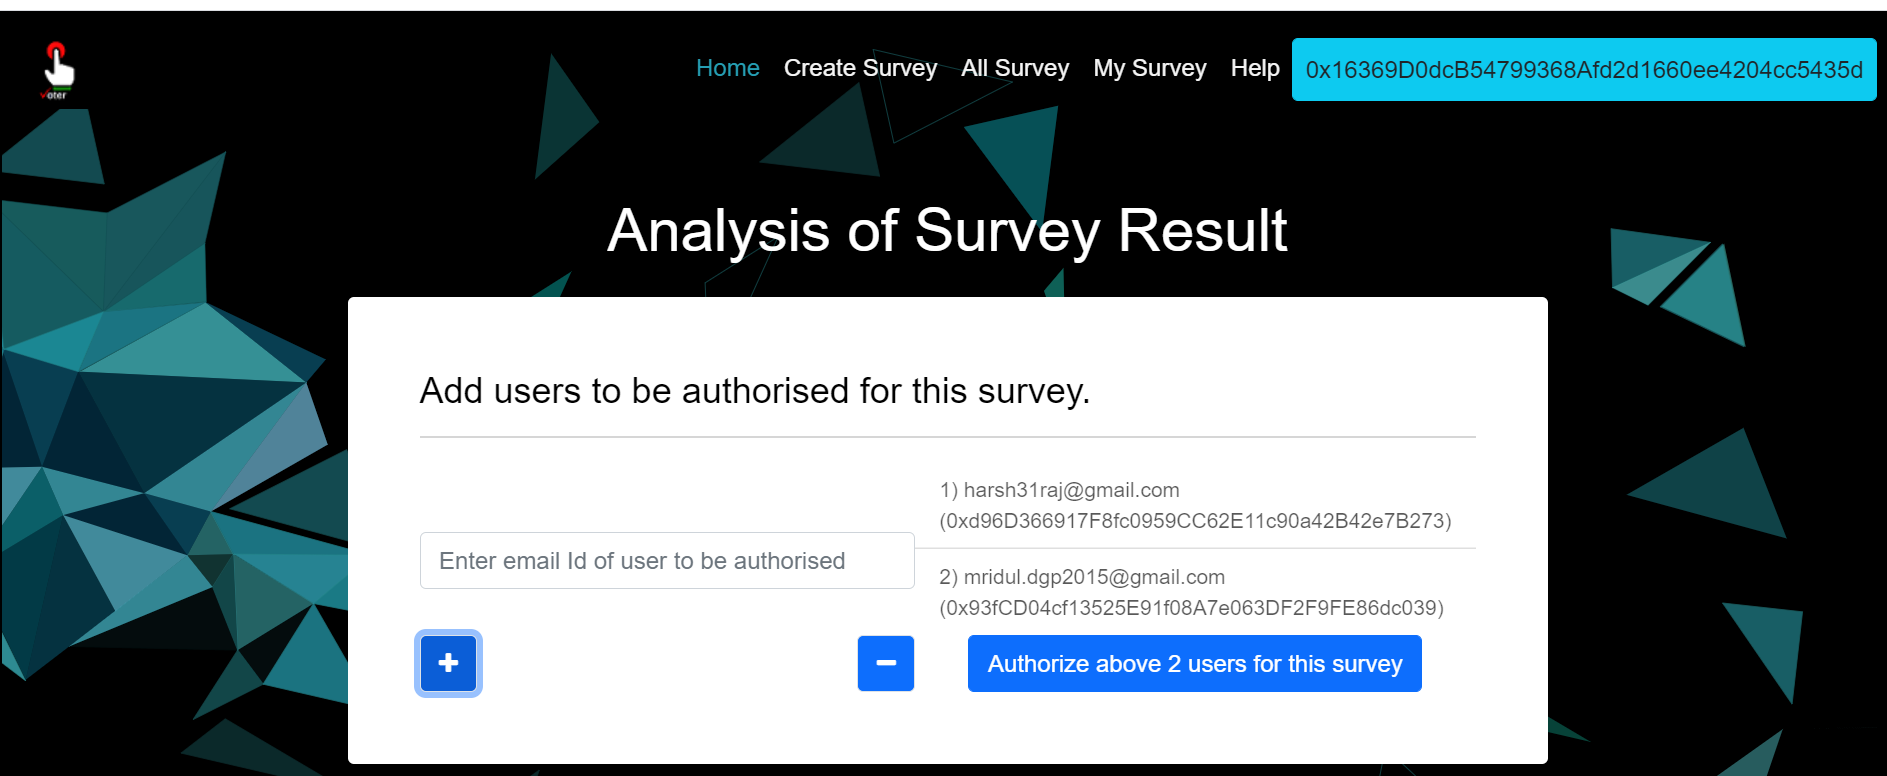 Voter
Home Create Survey All Survey My Survey Help 0x16369D0dcB54799368Afd2d1660ee4204cc5435d
Analysis of Survey Result
Add users to be authorised for this survey.
1) harsh31raj@gmail.com
(0xd96D366917F8fc0959CC62E11c90a42B42e7B273)
Enter email Id of user to be authorised
2) mridul.dgp2015@gmail.com
(0x93fCD04cf13525E91f08A7e063DF2F9FE86dc039)
Authorize above 2 users for this survey